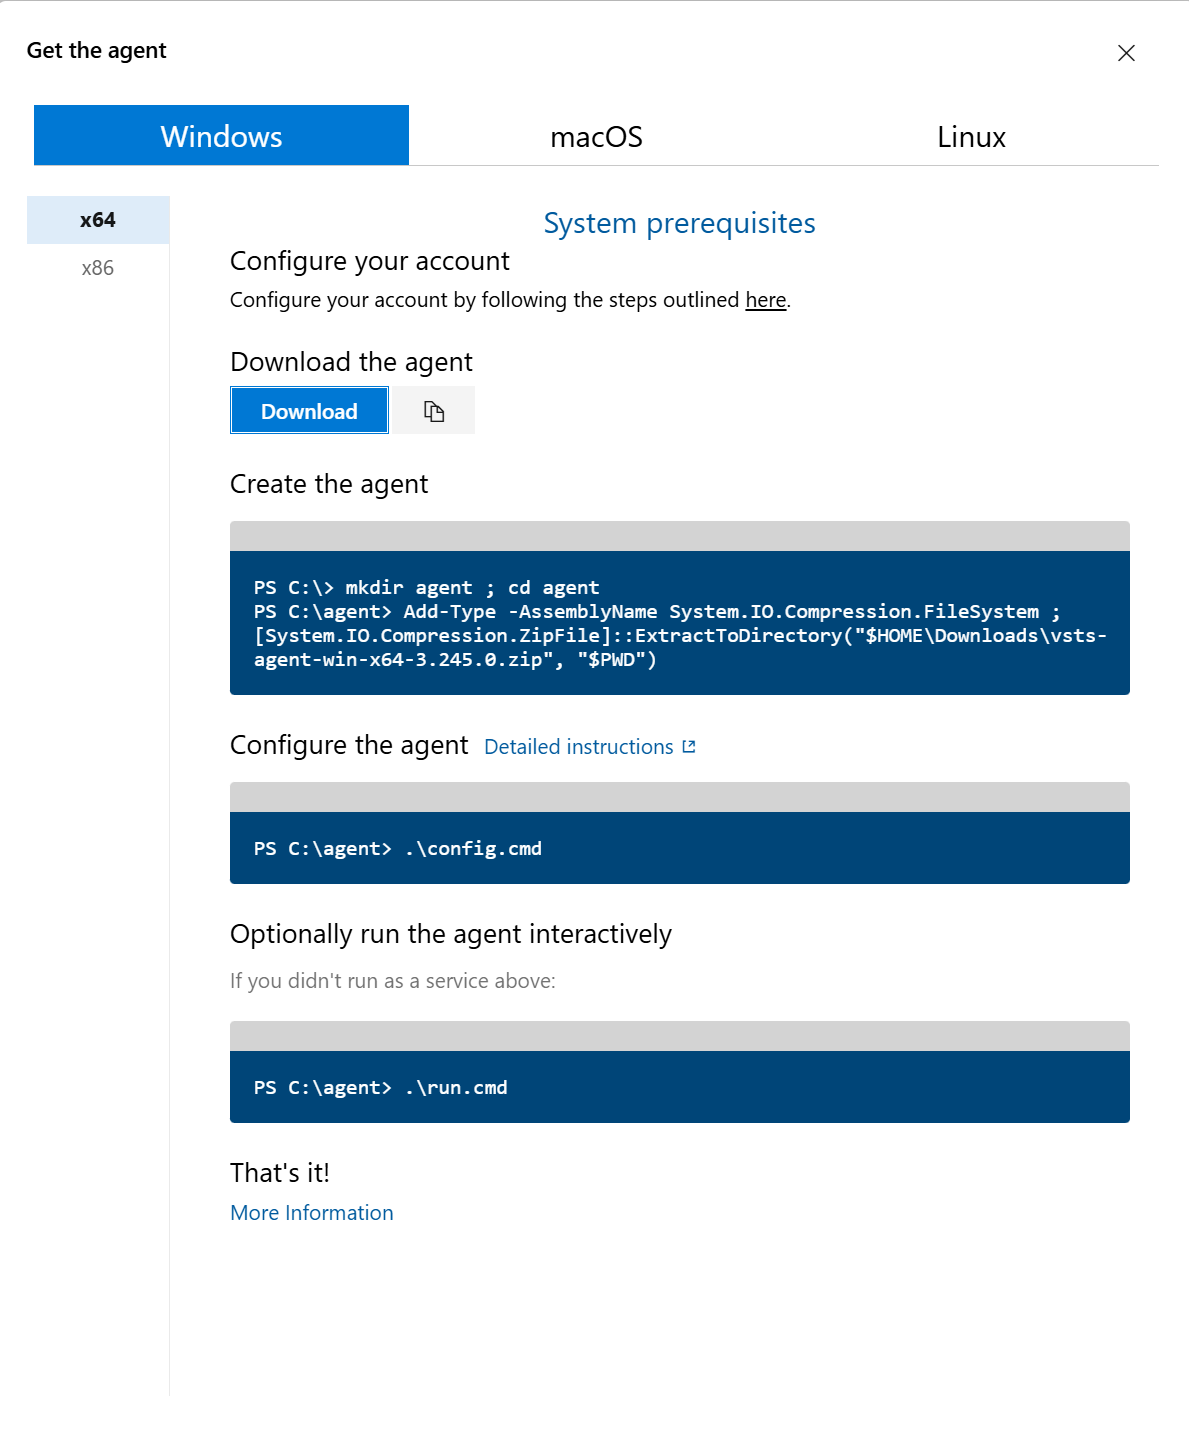 Get the agent
Windows
macOS
Linux
x64
x86
System prerequisites
Configure your account
Configure your account by following the steps outlined here.
Download the agent
Download
Create the agent
PS C:\> mkdir agent ; cd agent
PS C:\agent> Add-Type -AssemblyName System.IO.Compression.FileSystem ;
[System.IO.Compression.ZipFile]::ExtractToDirectory("$HOME\Downloads\vsts-
agent-win-x64-3.245.0.zip", "$PWD")
Configure the agent Detailed instructions
PS C:\agent> .\config.cmd
Optionally run the agent interactively
If you didn't run as a service above:
PS C:\agent> .\run.cmd
That's it!
More Information